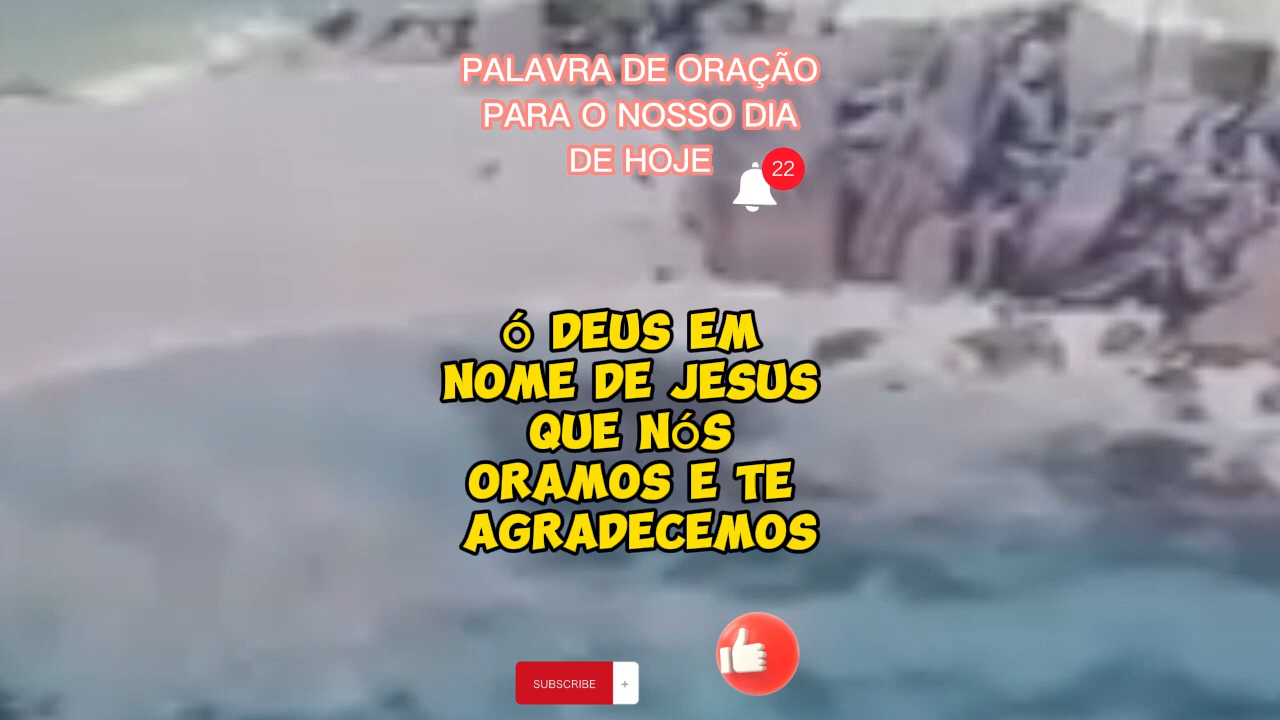 PALAVRA DE ORAÇÃO
PARA O NOSSO DIA
DE HOJE
22
Ó DEUS EM
NOME DE JESUS
QUE NÓS
ORAMOS E TE
AGRADECEMOS
SUBSCRIBE +